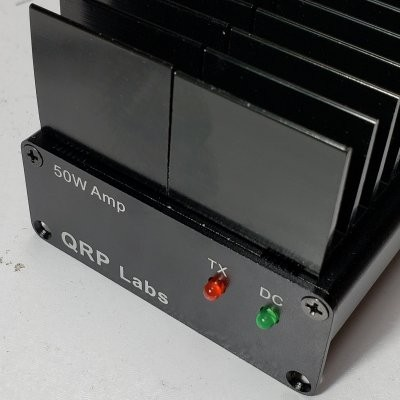 50W Amp
QRP Labs
TX
DC